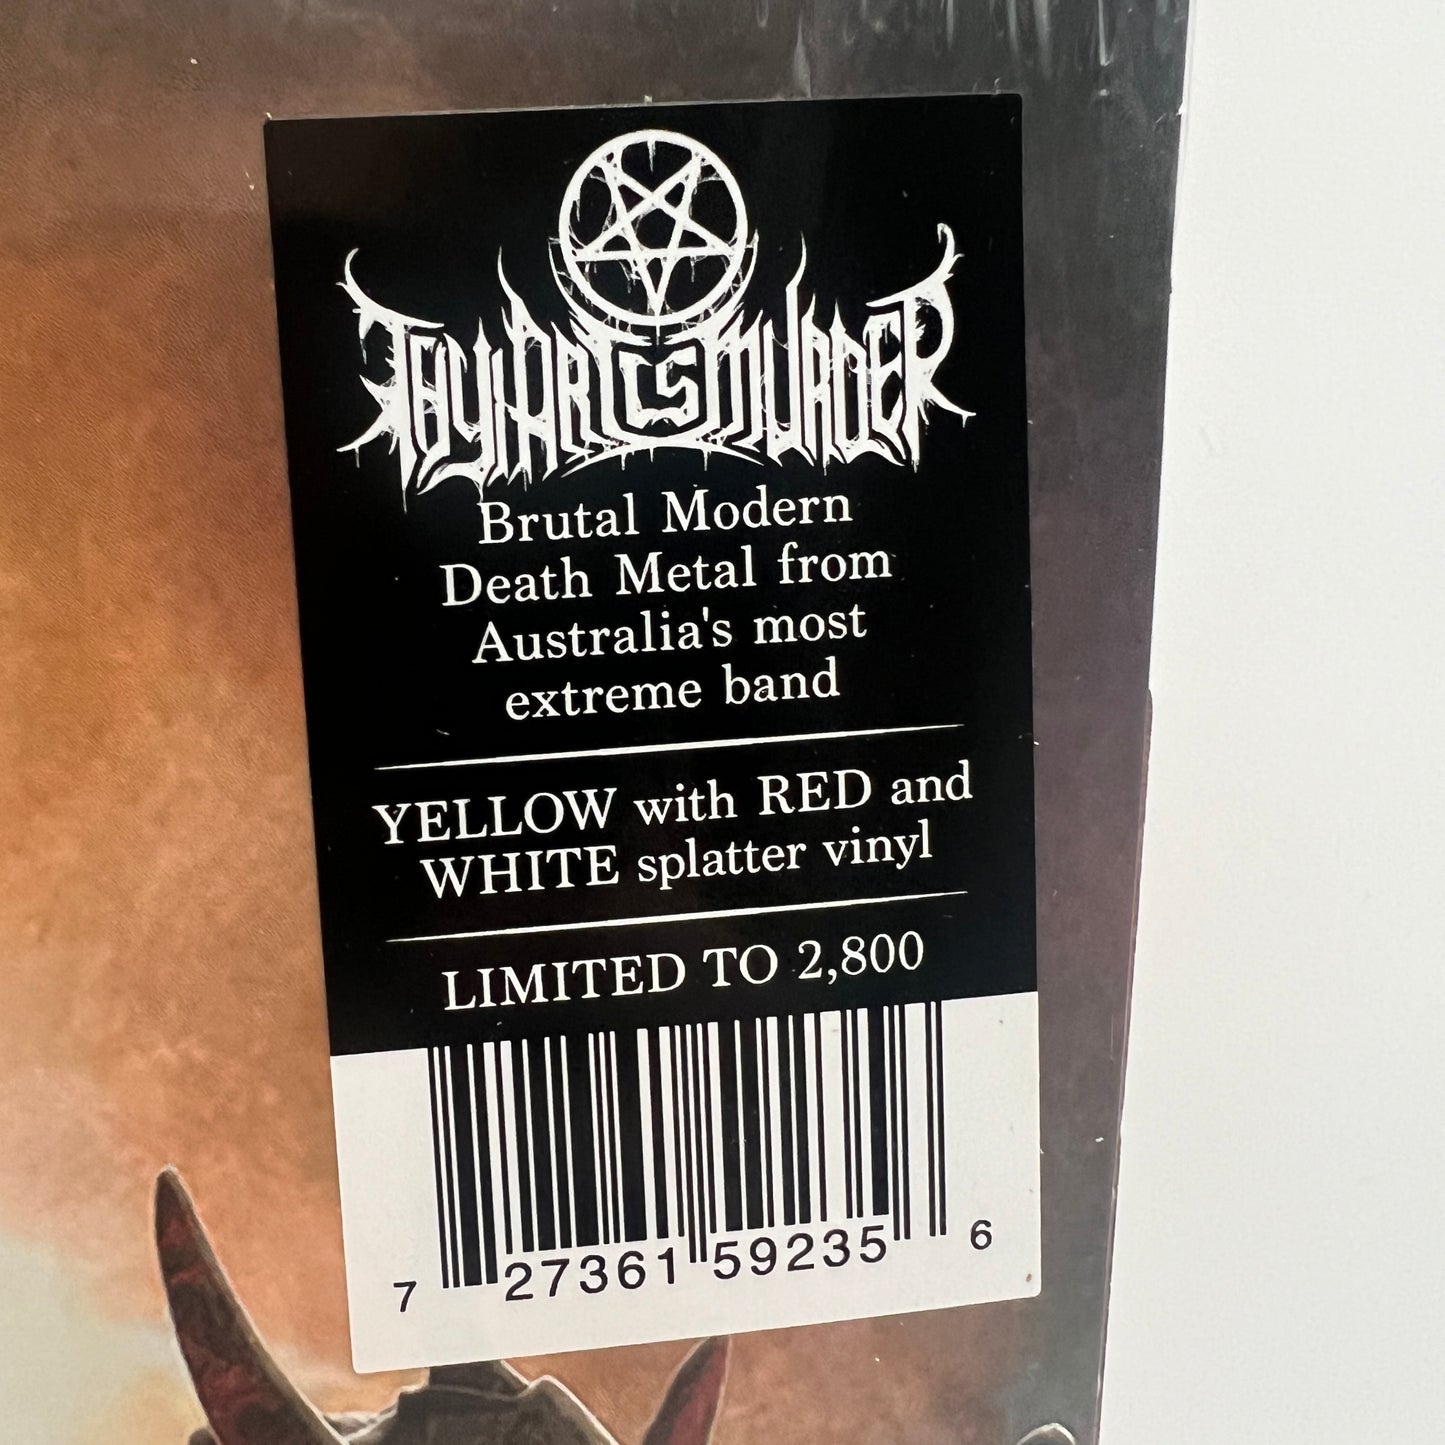 THY ART IS MURDER
Brutal Modern
Death Metal from
Australia's most
extreme band
YELLOW with RED and
WHITE splatter vinyl
LIMITED TO 2,800
7 27361 59235 6